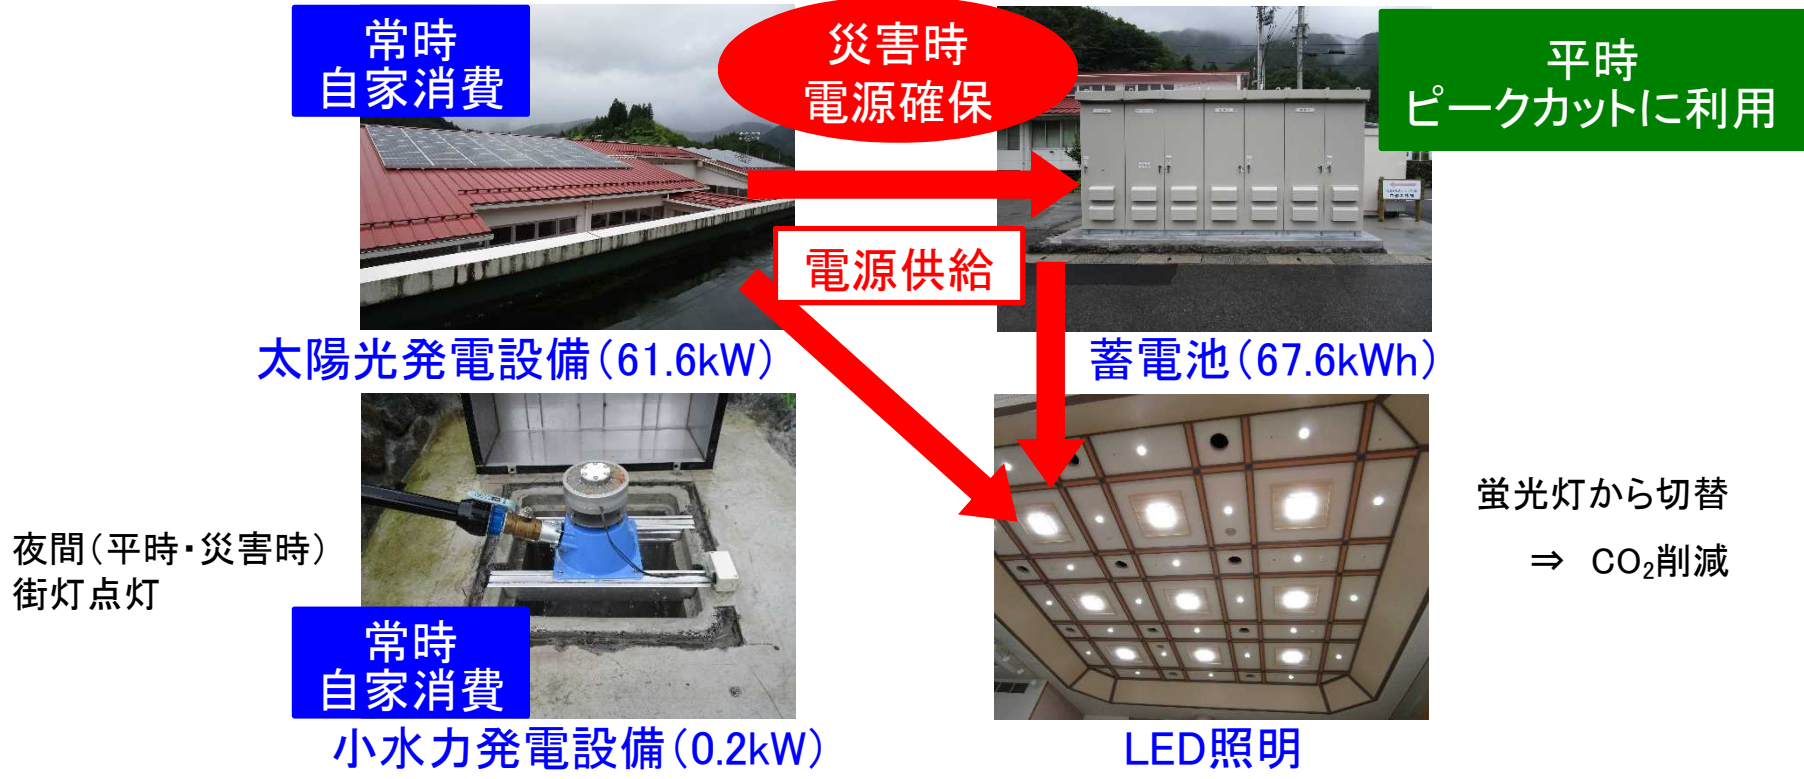 常時
自家消費
災害時
電源確保
平時
ピークカットに利用
電源供給
太陽光発電設備（61.6kW）
蓄電池（67.6kWh）
夜間（平時・災害時）
街灯点灯
蛍光灯から切替
⇒ CO₂削減
常時
自家消費
小水力発電設備（0.2kW）
LED照明